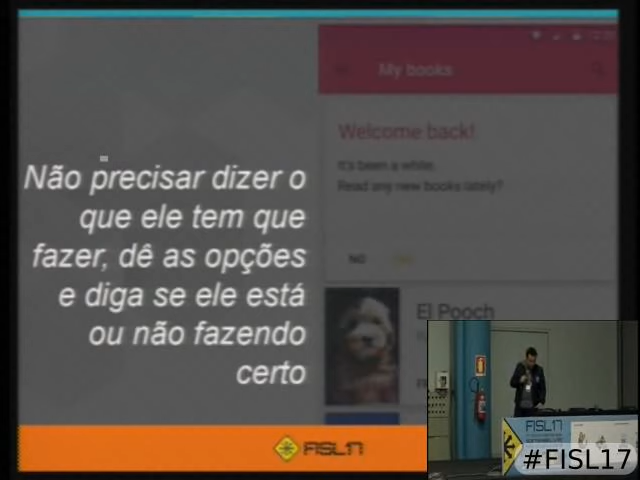 My books
Welcome back!
It's been a while.
Read any new books lately?
NO
El Pooch
Não precisar dizer o
que ele tem que
fazer, dê as opções
e diga se ele está
ou não fazendo
certo
FISL17
FISL17
#FISL17